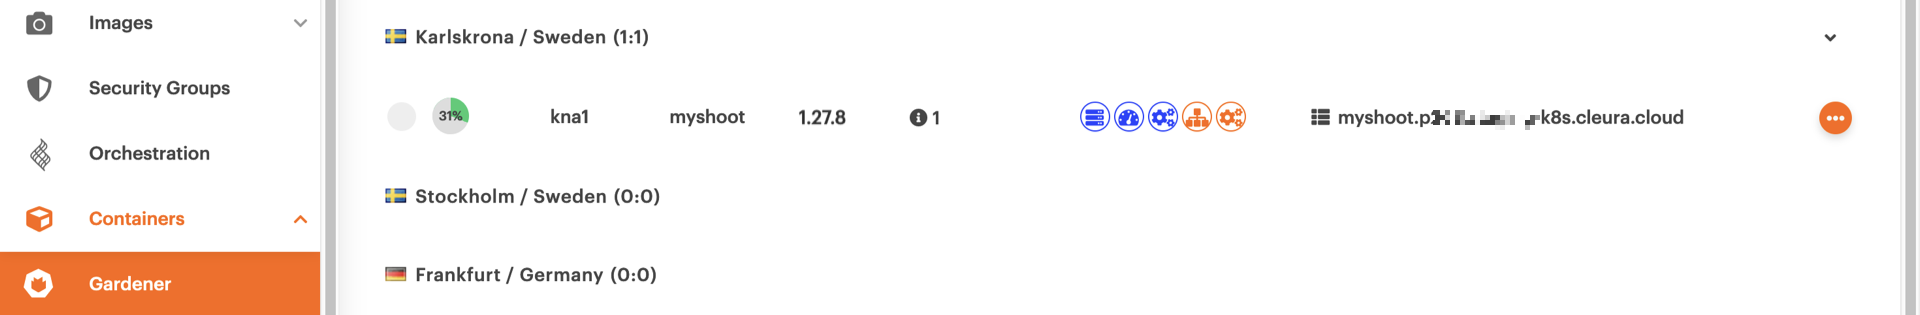 Images
Security Groups
Orchestration
Containers
Gardener
Karlskrona / Sweden (1:1)
31% kna1 myshoot 1.27.8 1 myshoot.p k8s.cleura.cloud
Stockholm / Sweden (0:0)
Frankfurt / Germany (0:0)